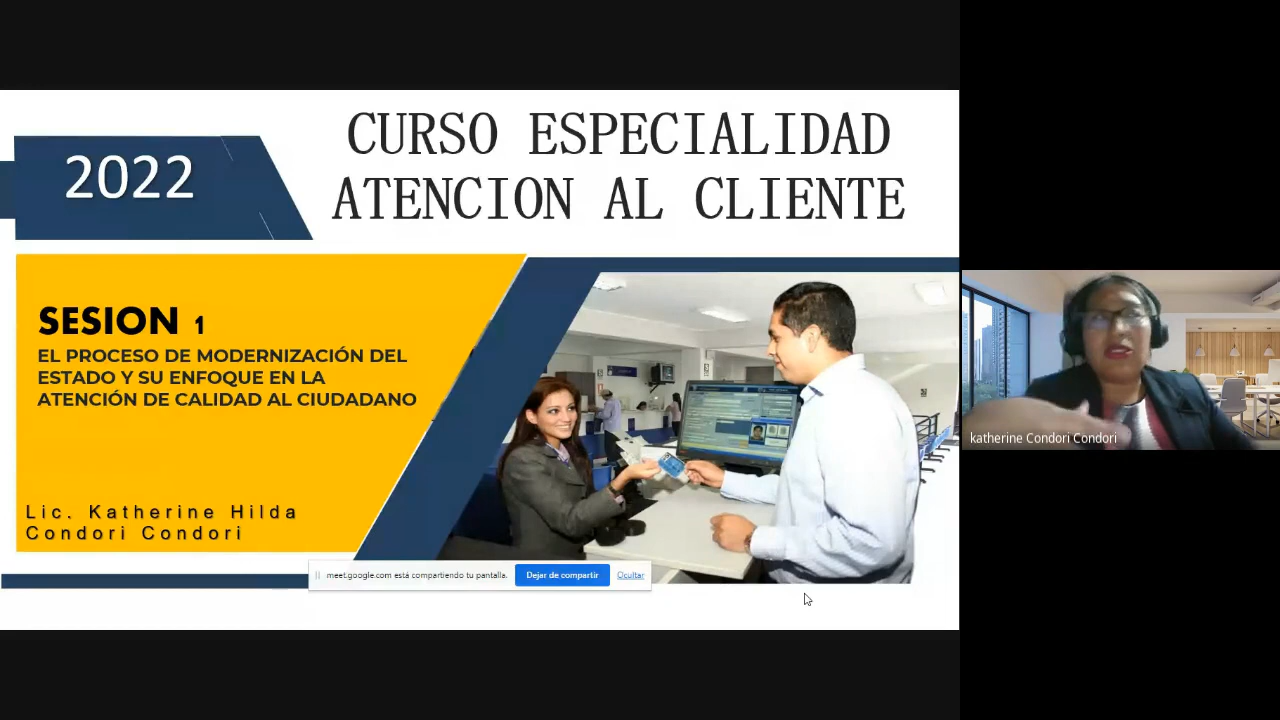 2022
CURSO ESPECIALIDAD
ATENCION AL CLIENTE
SESION 1
EL PROCESO DE MODERNIZACIÓN DEL
ESTADO Y SU ENFOQUE EN LA
ATENCIÓN DE CALIDAD AL CIUDADANO
Lic. Katherine Hilda
Condori Condori
meet.google.com está compartiendo tu pantalla.
Dejar de compartir
Ocultar
katherine Condori Condori